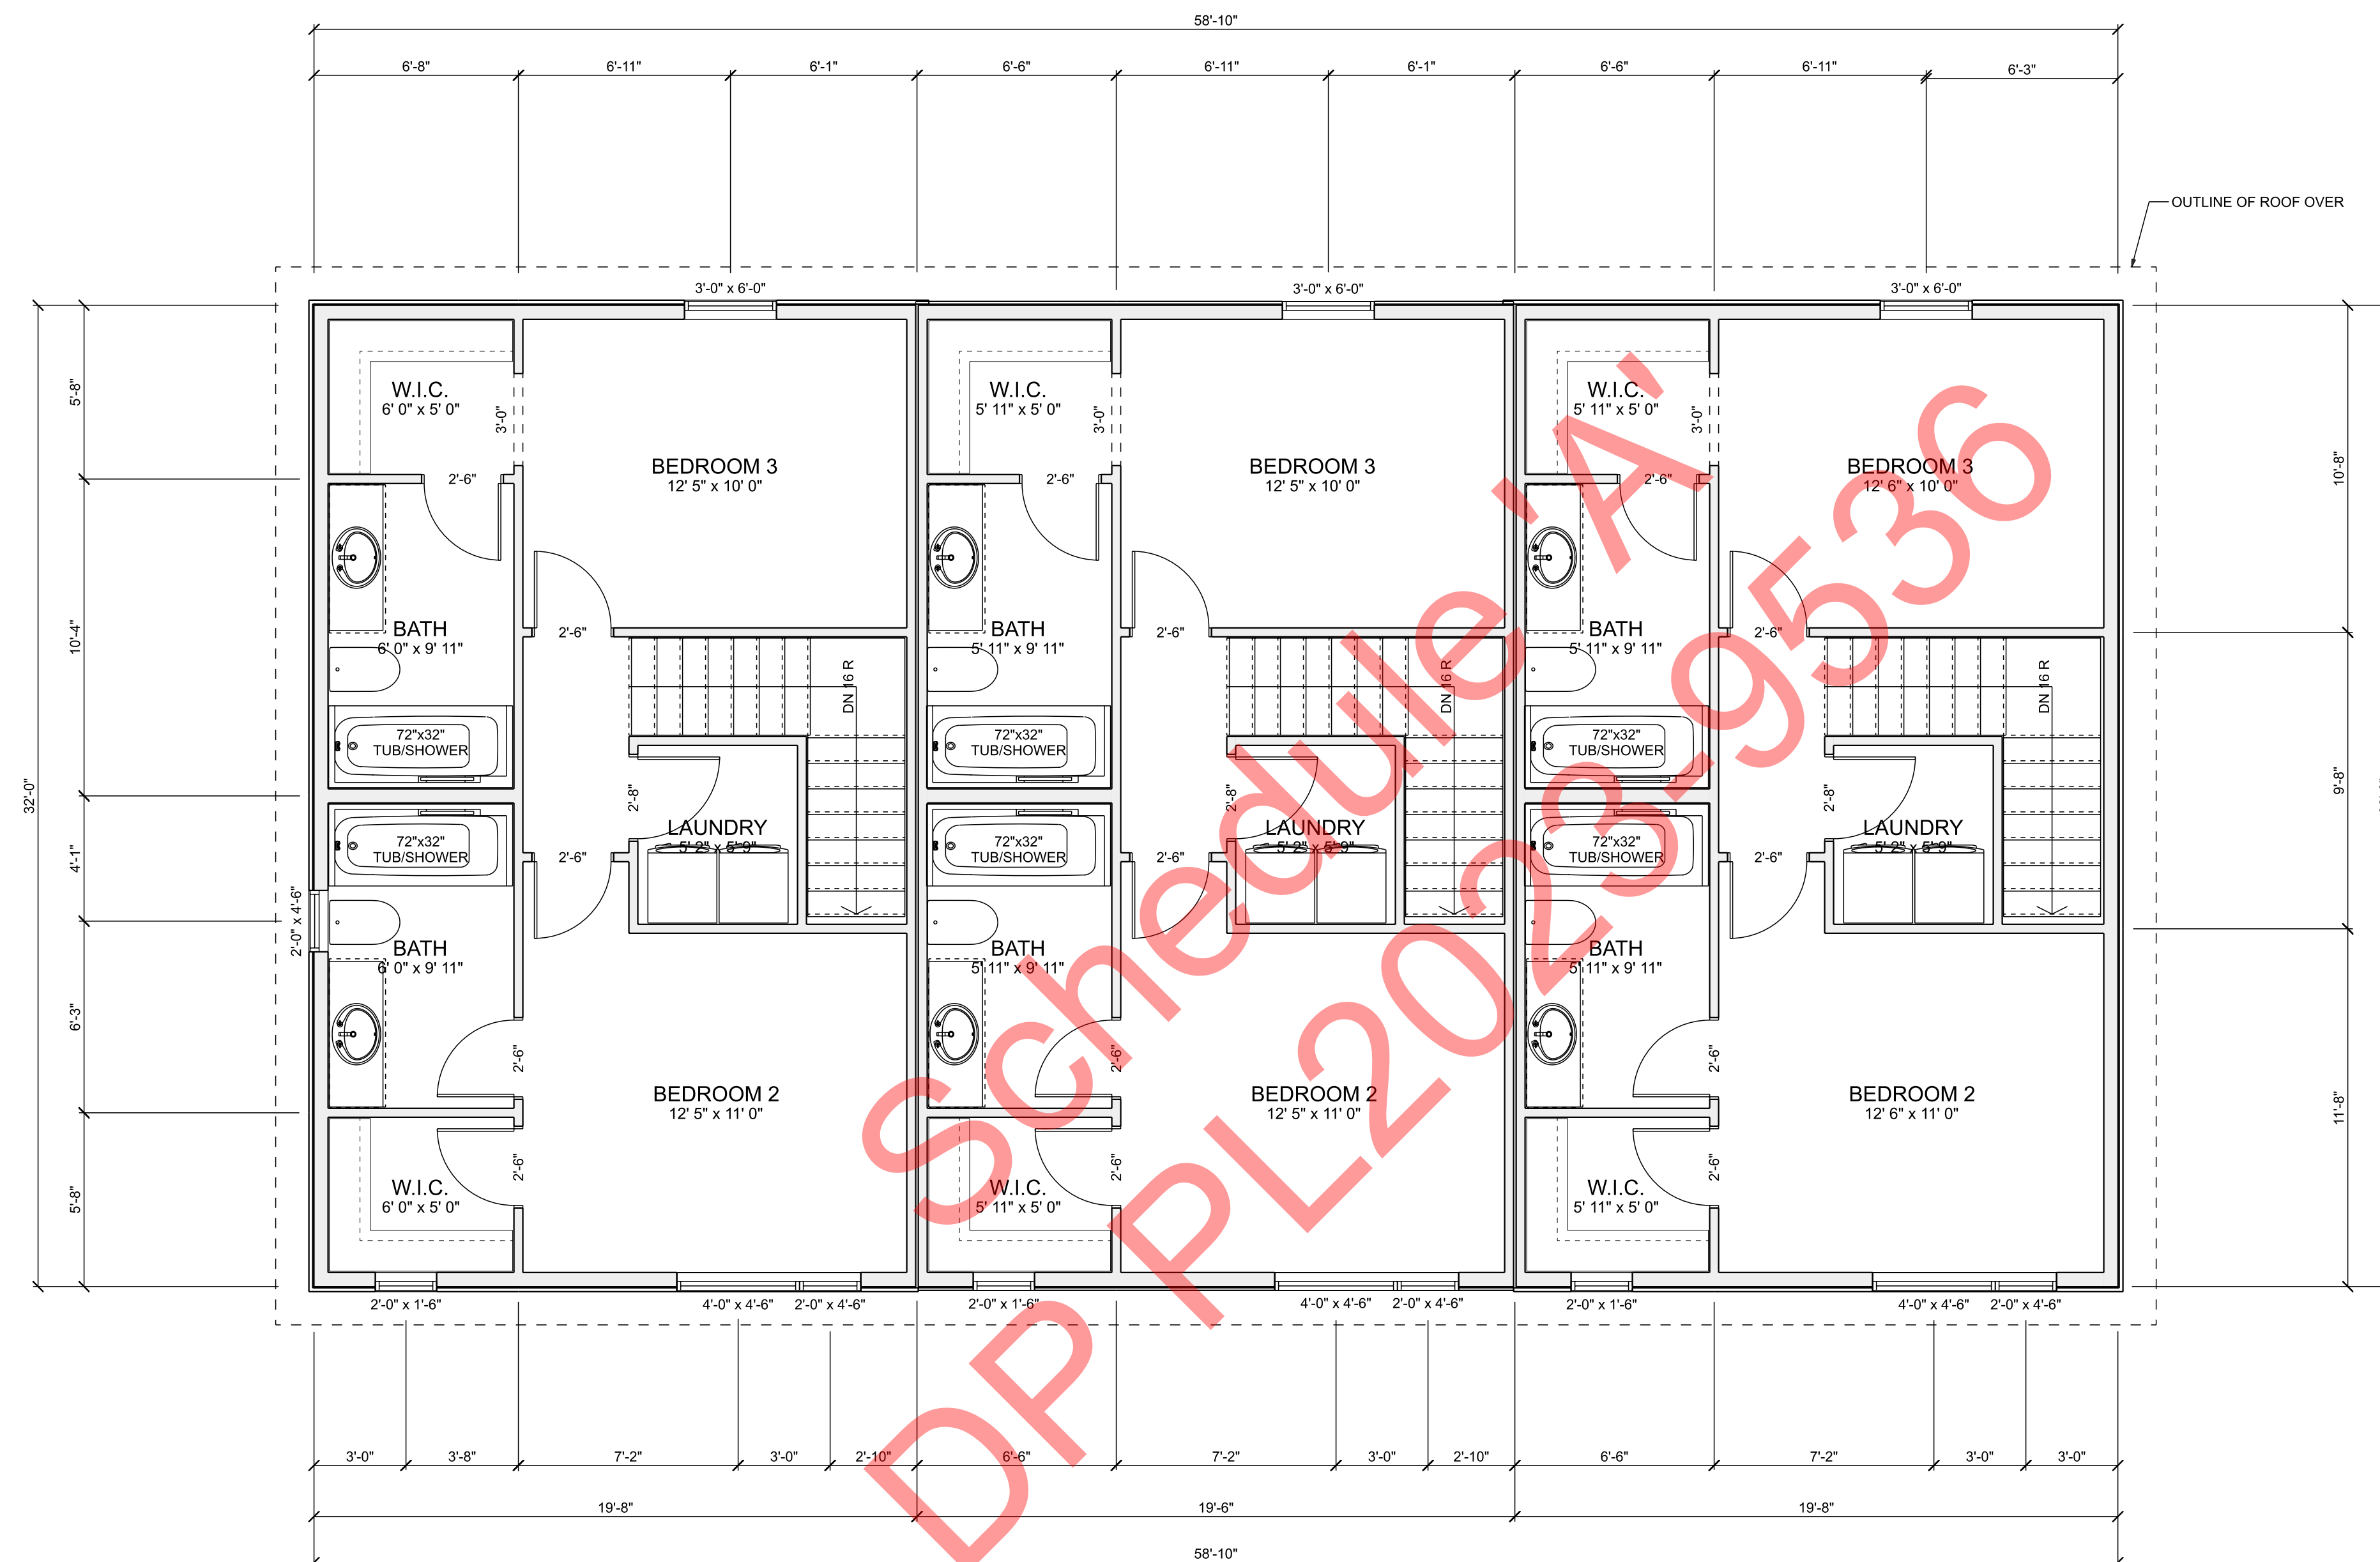 58'-10"
6'-8" 6'-11" 6'-1" 6'-6" 6'-11" 6'-1" 6'-6" 6'-11" 6'-3"
OUTLINE OF ROOF OVER
3'-0" x 6'-0" 3'-0" x 6'-0" 3'-0" x 6'-0"
5'-8"
10'-4"
4'-1"
6'-3"
5'-8"
32'-0"
2'-0" x 4'-6"
W.I.C.
6' 0" x 5' 0"
3'-0"
2'-6"
BEDROOM 3
12' 5" x 10' 0"
BATH
6' 0" x 9' 11"
2'-6"
DN 16 R
72"x32"
TUB/SHOWER
2'-8"
LAUNDRY
5' 2" x 5' 9"
72"x32"
TUB/SHOWER
2'-6"
BATH
6' 0" x 9' 11"
2'-6"
BEDROOM 2
12' 5" x 11' 0"
2'-6"
W.I.C.
6' 0" x 5' 0"
W.I.C.
5' 11" x 5' 0"
3'-0"
2'-6"
BEDROOM 3
12' 5" x 10' 0"
BATH
5' 11" x 9' 11"
2'-6"
DN 16 R
72"x32"
TUB/SHOWER
2'-8"
LAUNDRY
5' 2" x 5' 9"
72"x32"
TUB/SHOWER
2'-6"
BATH
5' 11" x 9' 11"
2'-6"
BEDROOM 2
12' 5" x 11' 0"
2'-6"
W.I.C.
5' 11" x 5' 0"
W.I.C.
5' 11" x 5' 0"
3'-0"
2'-6"
BEDROOM 3
12' 6" x 10' 0"
BATH
5' 11" x 9' 11"
2'-6"
DN 16 R
72"x32"
TUB/SHOWER
2'-8"
LAUNDRY
5' 2" x 5' 9"
72"x32"
TUB/SHOWER
2'-6"
BATH
5' 11" x 9' 11"
2'-6"
BEDROOM 2
12' 6" x 11' 0"
2'-6"
W.I.C.
5' 11" x 5' 0"
10'-8"
9'-8"
11'-8"
Schedule 'A'
DP PL2023-9536
2'-0" x 1'-6" 4'-0" x 4'-6" 2'-0" x 4'-6" 2'-0" x 1'-6" 4'-0" x 4'-6" 2'-0" x 4'-6" 2'-0" x 1'-6" 4'-0" x 4'-6" 2'-0" x 4'-6"
3'-0" 3'-8" 7'-2" 3'-0" 2'-10" 6'-6" 7'-2" 3'-0" 2'-10" 6'-6" 7'-2" 3'-0" 3'-0"
19'-8" 19'-6" 19'-8"
58'-10"